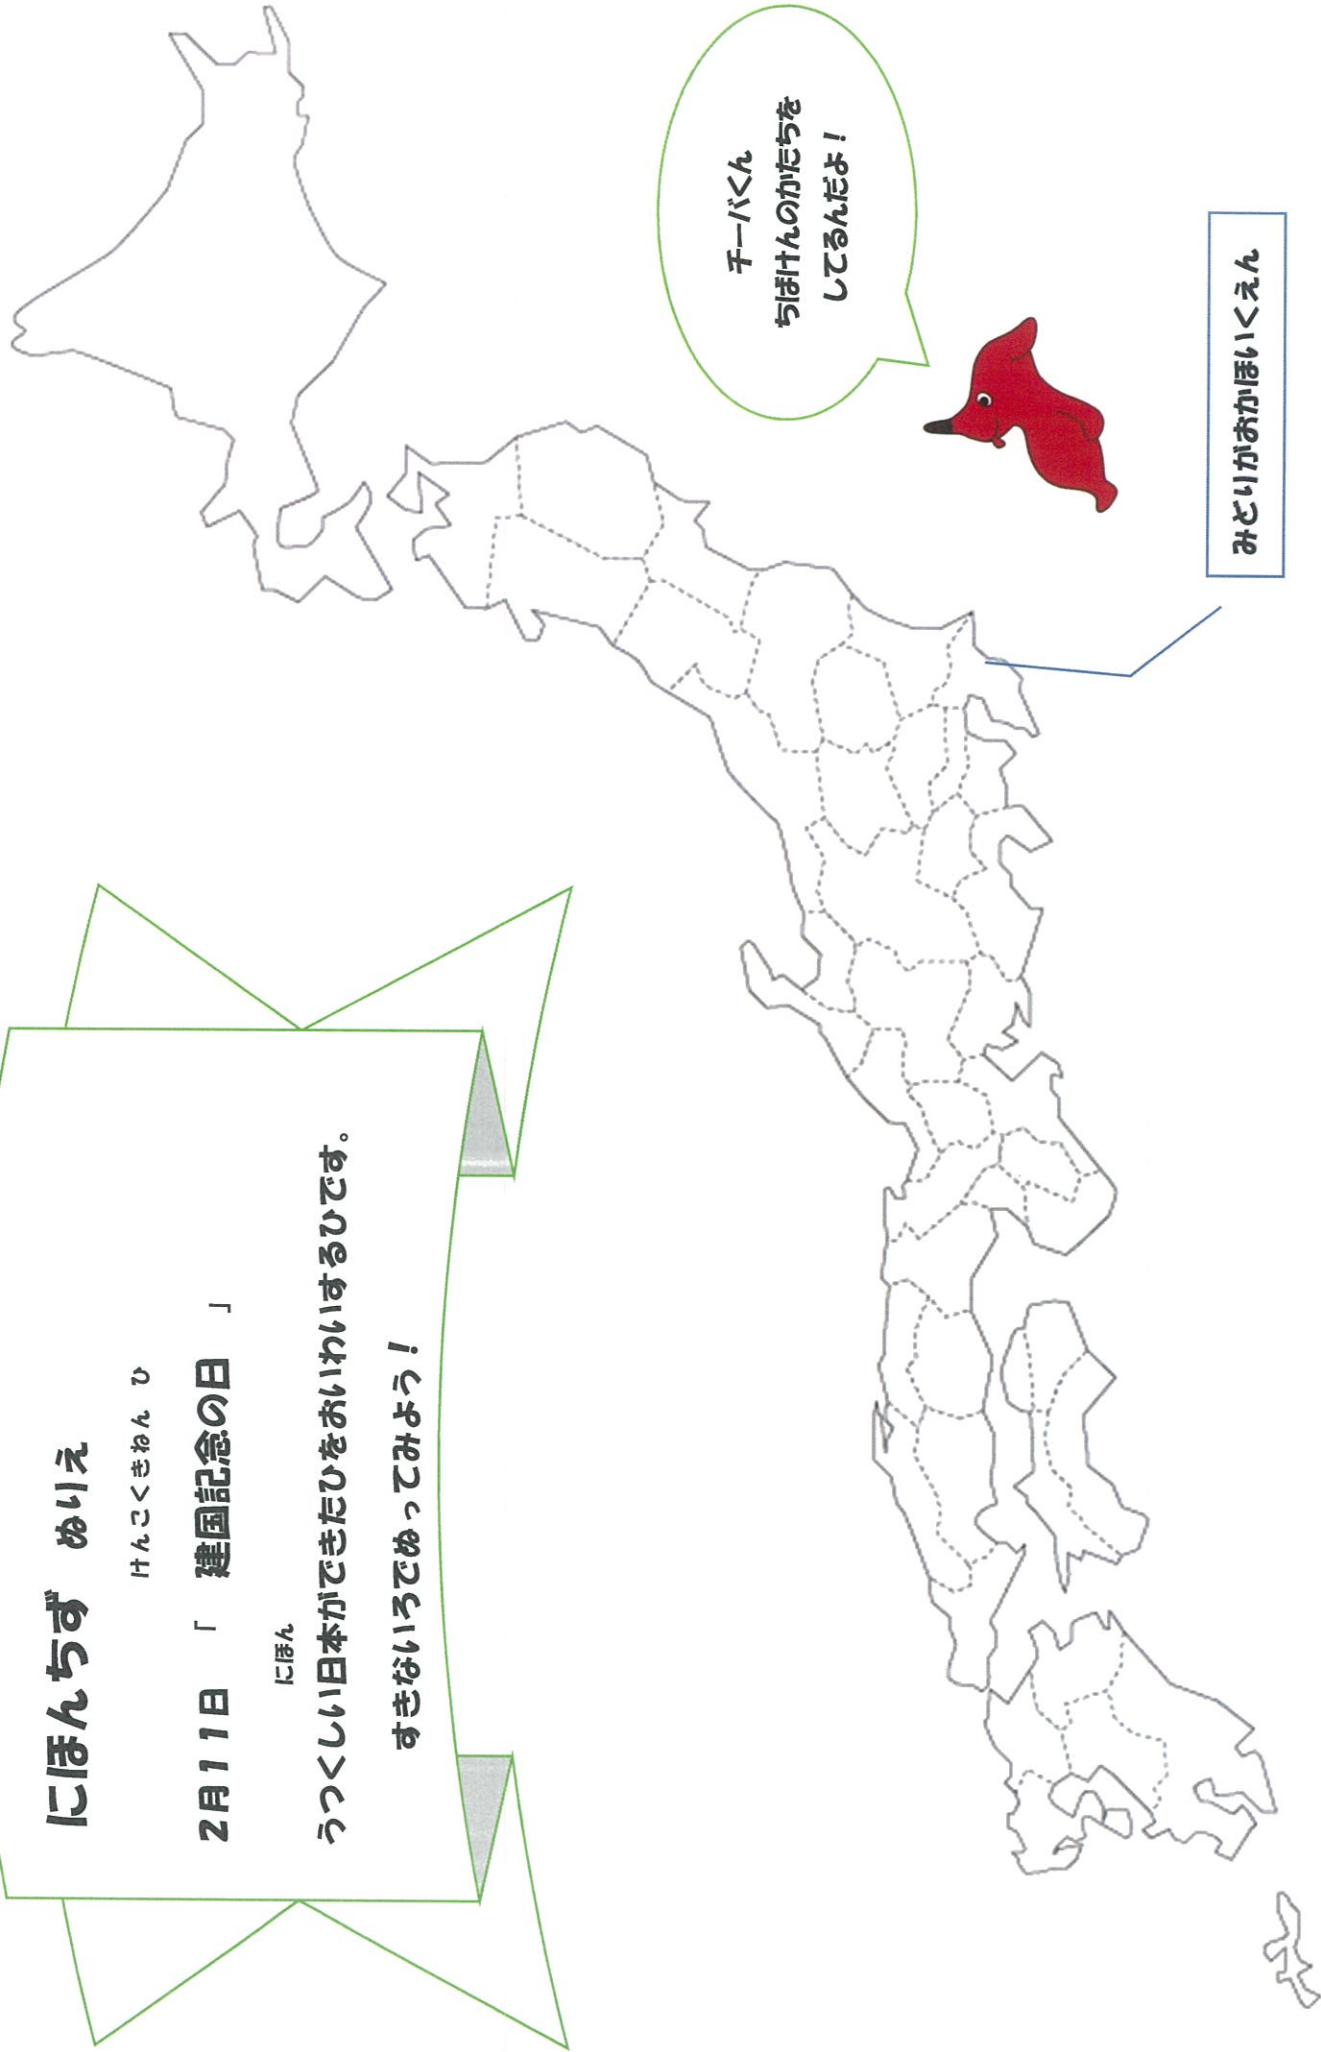 にほんちず　ぬりえ
けんこくきねん ひ
２月１１日　「　建国記念の日　」
にほん
うつくしい日本ができたひをおいわいするひです。
すきないろでぬってみよう！
チーバくん
ちばけんのかたちを
してるんだよ！
みどりがおかほいくえん